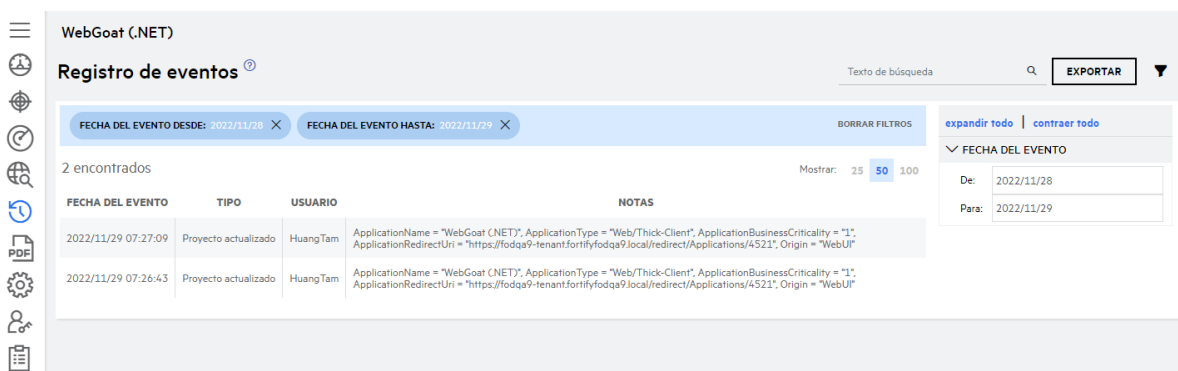 WebGoat (.NET)
Registro de eventos ?
Texto de búsqueda
EXPORTAR
FECHA DEL EVENTO DESDE: 2022/11/28 X
FECHA DEL EVENTO HASTA: 2022/11/29 X
BORRAR FILTROS
expandir todo | contraer todo
FECHA DEL EVENTO
De: 2022/11/28
Para: 2022/11/29
2 encontrados
Mostrar: 25 50 100
FECHA DEL EVENTO TIPO USUARIO NOTAS
2022/11/29 07:27:09 Proyecto actualizado HuangTam ApplicationName = "WebGoat (.NET)", ApplicationType = "Web/Thick-Client", ApplicationBusinessCriticality = "1",
ApplicationRedirectUri = "https://fodqa9-tenant.fortifyfodqa9.local/redirect/Applications/4521", Origin = "WebUI"
2022/11/29 07:26:43 Proyecto actualizado HuangTam ApplicationName = "WebGoat (.NET)", ApplicationType = "Web/Thick-Client", ApplicationBusinessCriticality = "1",
ApplicationRedirectUri = "https://fodqa9-tenant.fortifyfodqa9.local/redirect/Applications/4521", Origin = "WebUI"
PDF